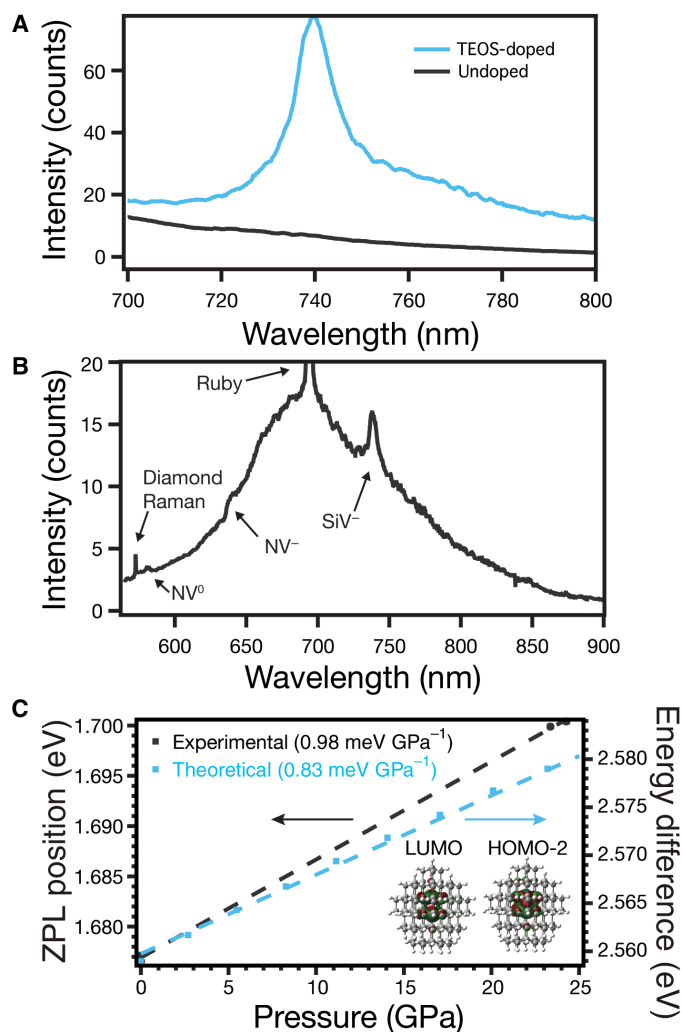 A
Intensity (counts)
60
40
20
0
TEOS-doped
Undoped
700
720
740
760
780
800
Wavelength (nm)
B
Intensity (counts)
20
15
10
5
0
Ruby
Diamond
Raman
NV⁰
NV⁻
SiV⁻
600
650
700
750
800
850
900
Wavelength (nm)
C
ZPL position (eV)
1.700
1.695
1.690
1.685
1.680
Experimental (0.98 meV GPa⁻¹)
Theoretical (0.83 meV GPa⁻¹)
LUMO
HOMO-2
2.580
2.575
2.570
2.565
2.560
Energy difference (eV)
0
5
10
15
20
25
Pressure (GPa)